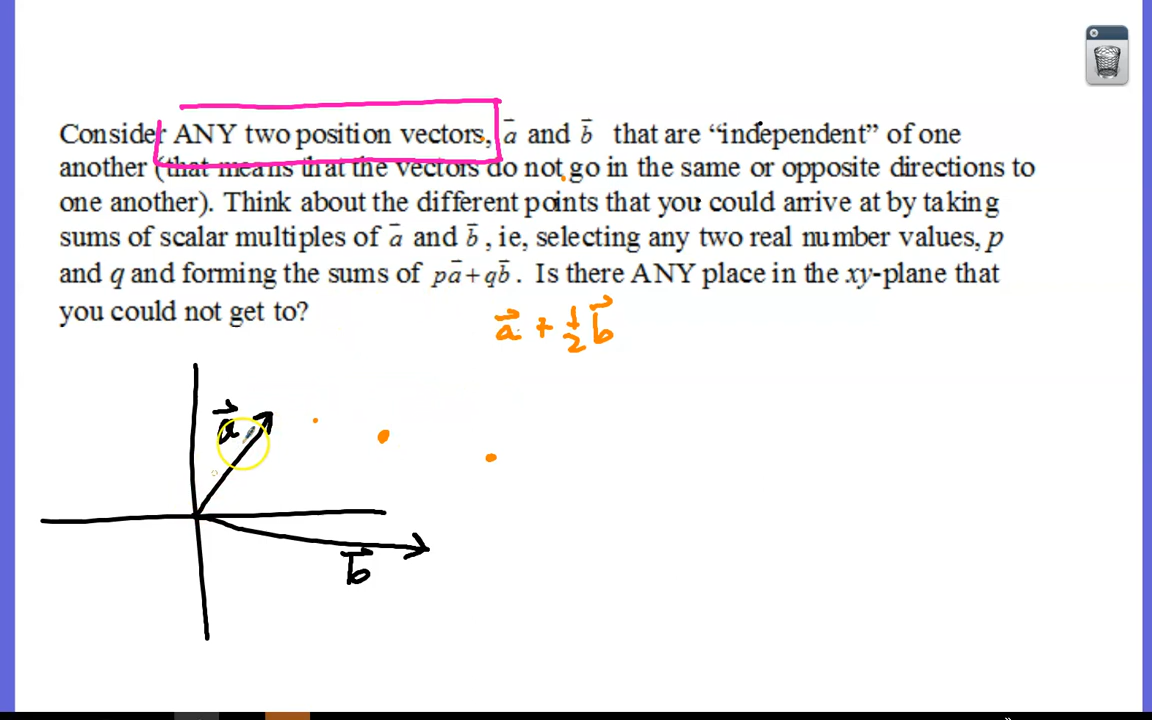 Consider ANY two position vectors, a̅ and b̅ that are “independent” of one
another (that means that the vectors do not go in the same or opposite directions to
one another). Think about the different points that you could arrive at by taking
sums of scalar multiples of a̅ and b̅, ie, selecting any two real number values, p
and q and forming the sums of pa̅+qb̅. Is there ANY place in the xy-plane that
you could not get to?
a⃗ + ½ b⃗
a⃗
b⃗